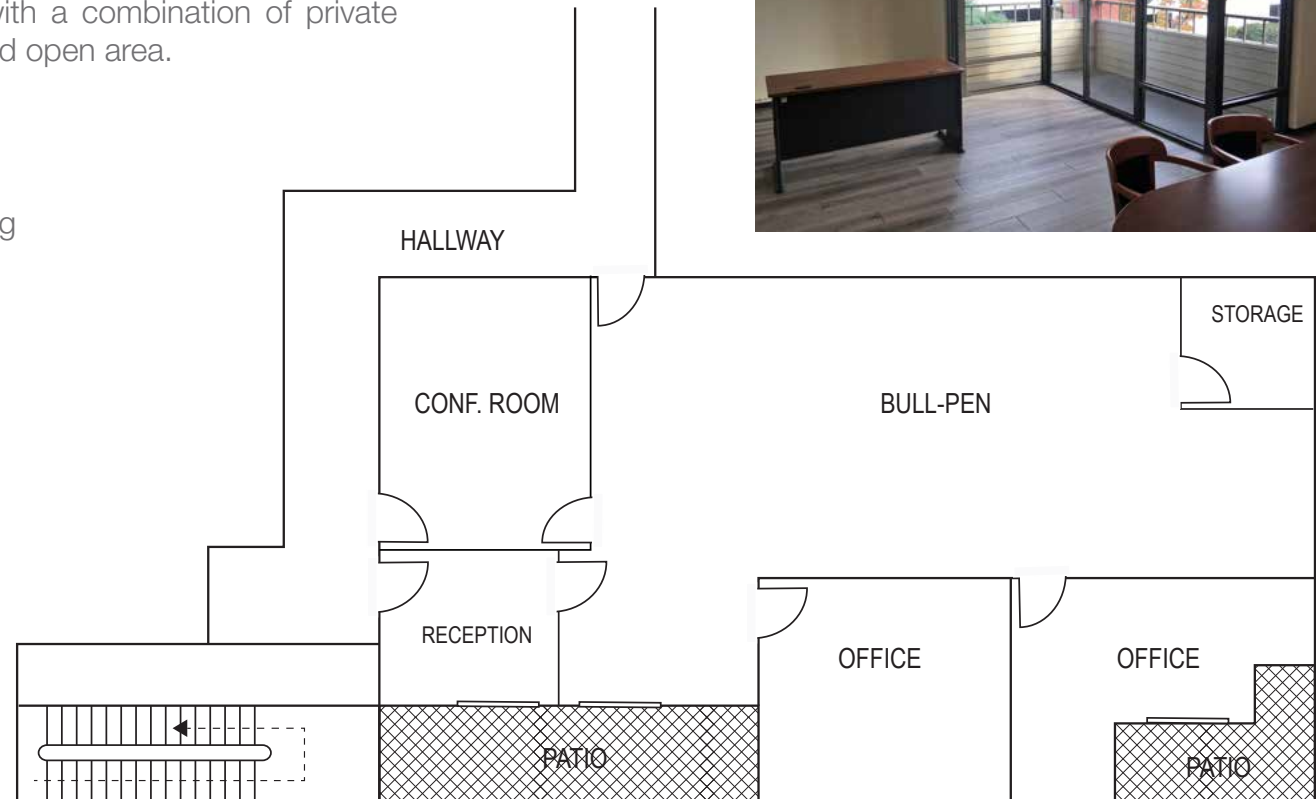 with a combination of private
d open area.
g
HALLWAY
STORAGE
CONF. ROOM
BULL-PEN
RECEPTION
OFFICE
OFFICE
PATIO
PATIO